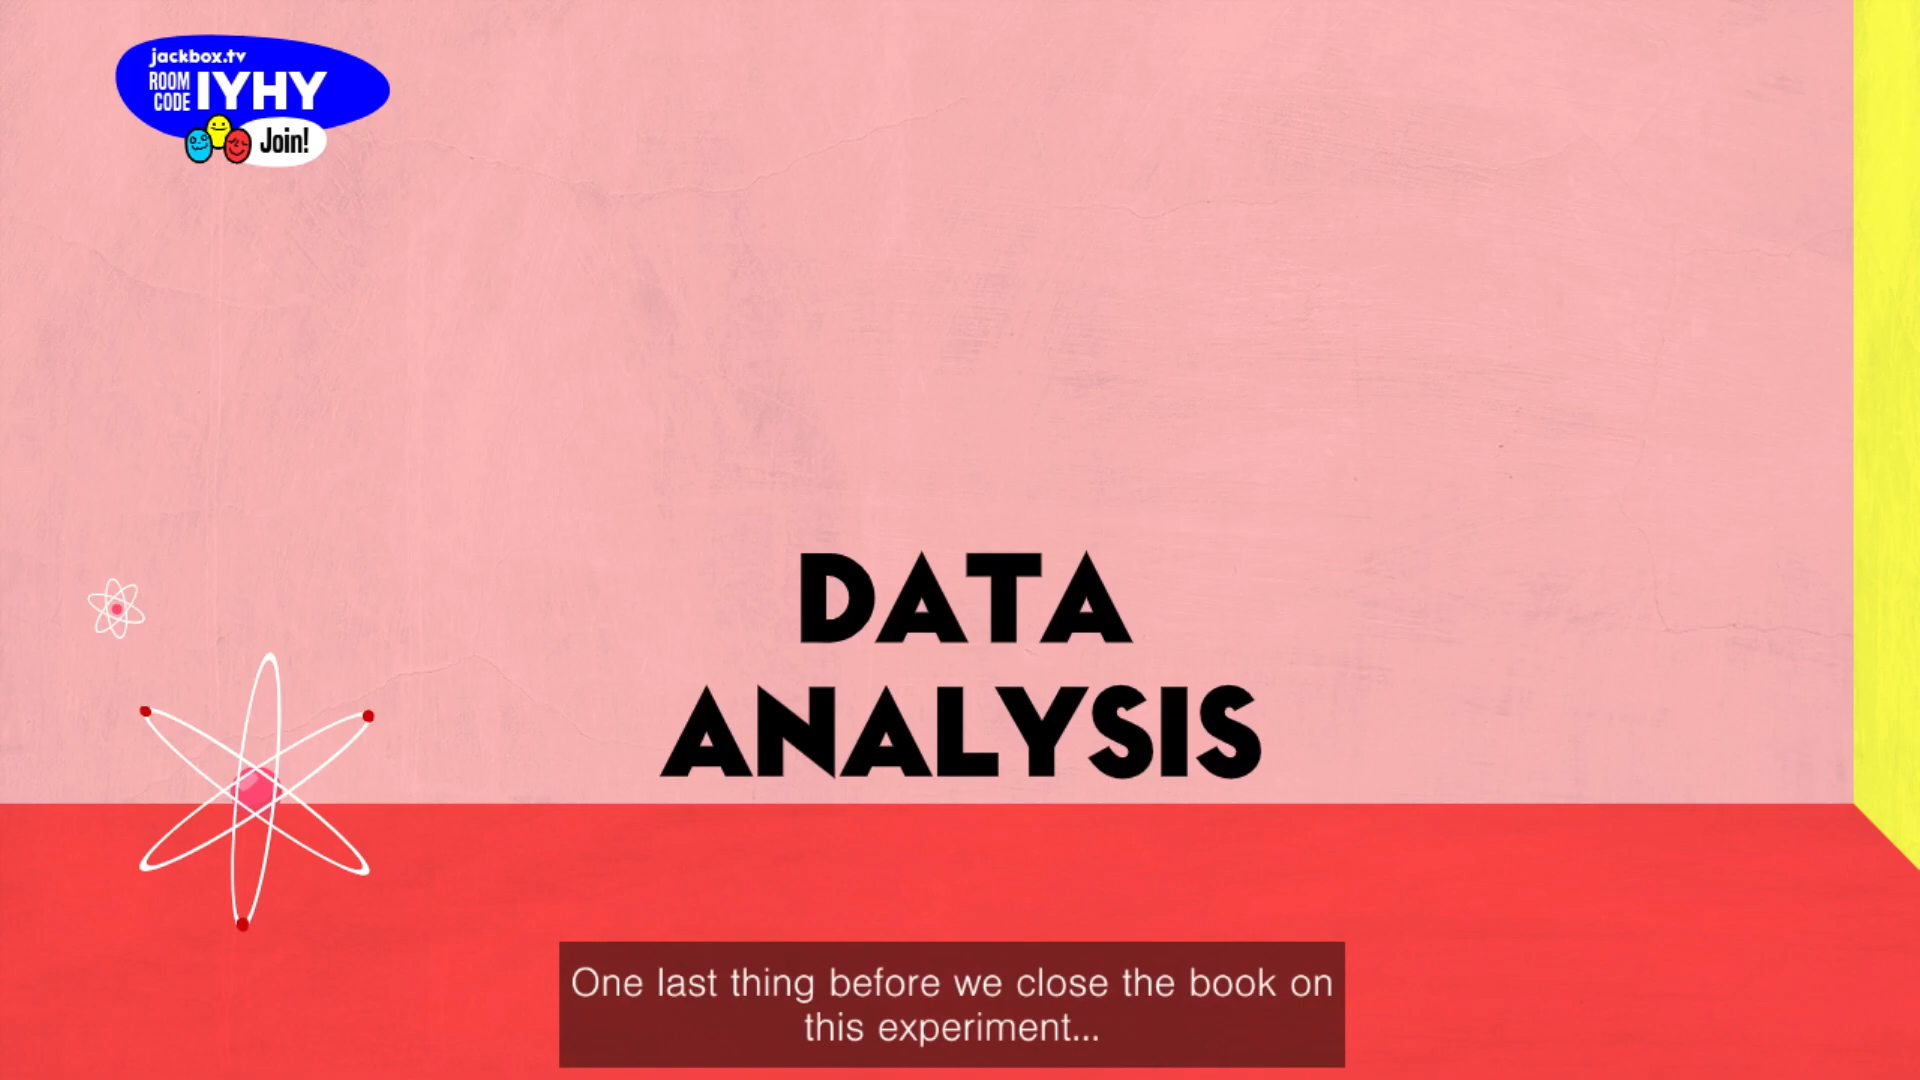 jackbox.tv
ROOM CODE IYHY
Join!
DATA
ANALYSIS
One last thing before we close the book on
this experiment...